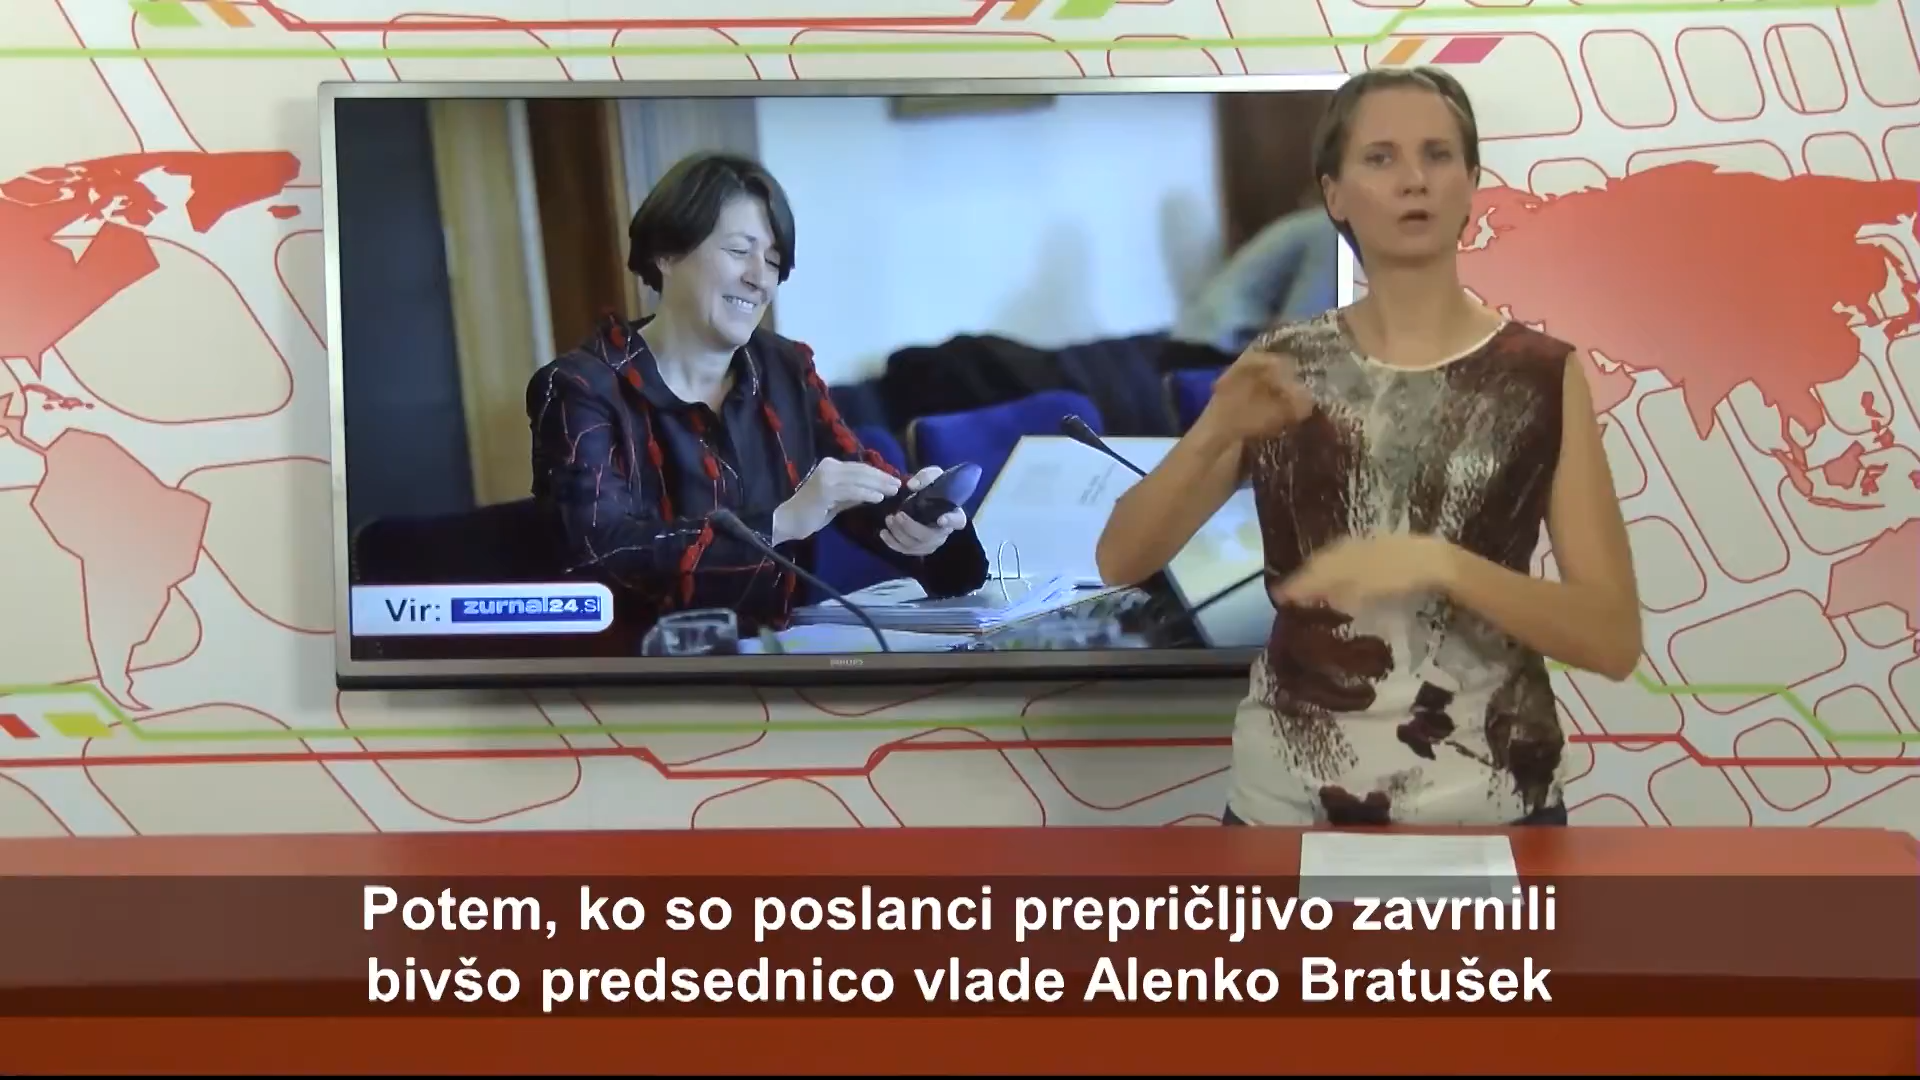 Vir: zurnal24.si
PHILIPS
Potem, ko so poslanci prepričljivo zavrnili
bivšo predsednico vlade Alenko Bratušek